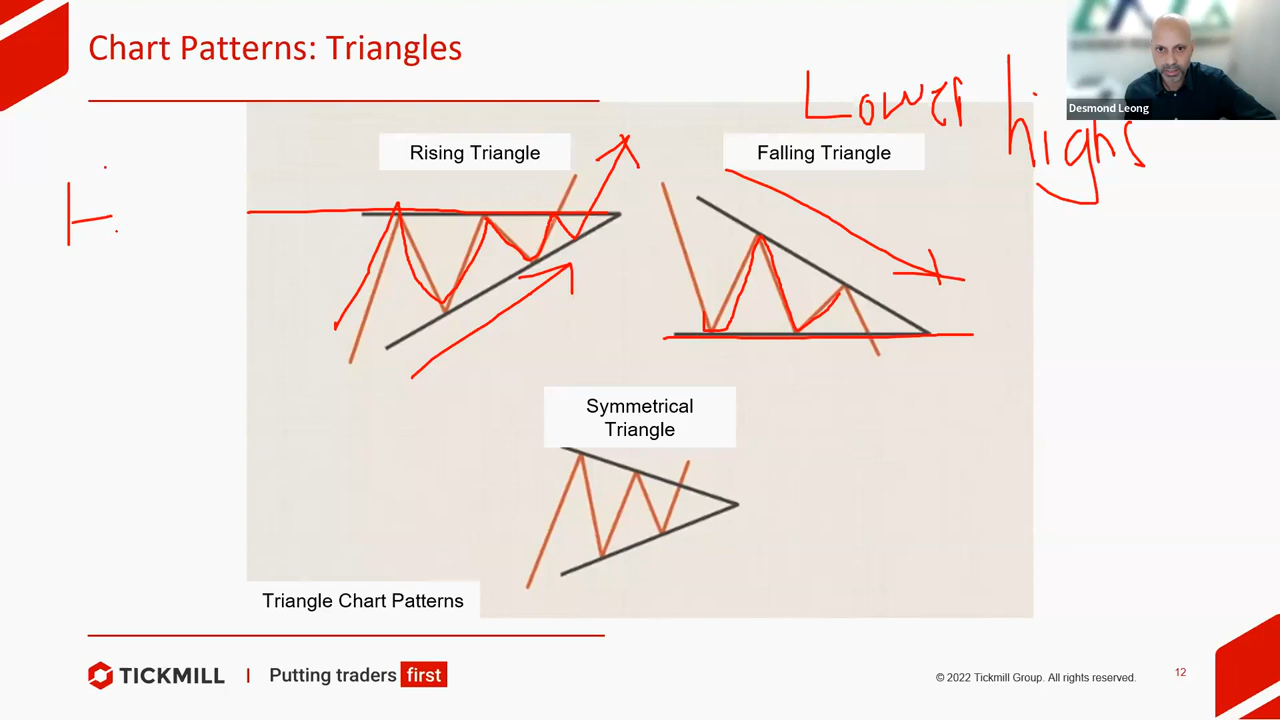 Chart Patterns: Triangles
Desmond Leong
Lower highs
Rising Triangle
Falling Triangle
Symmetrical
Triangle
Triangle Chart Patterns
TICKMILL | Putting traders first
© 2022 Tickmill Group. All rights reserved.
12